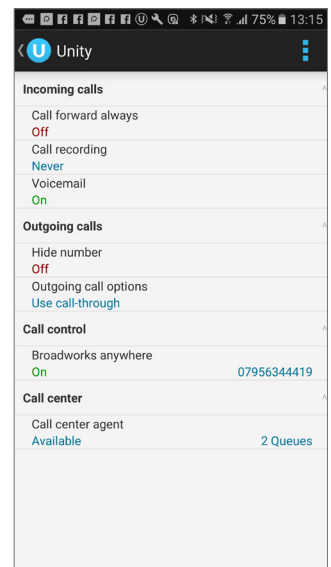 75% 13:15
Unity
Incoming calls
Call forward always
Off
Call recording
Never
Voicemail
On
Outgoing calls
Hide number
Off
Outgoing call options
Use call-through
Call control
Broadworks anywhere
On 07956344419
Call center
Call center agent
Available 2 Queues